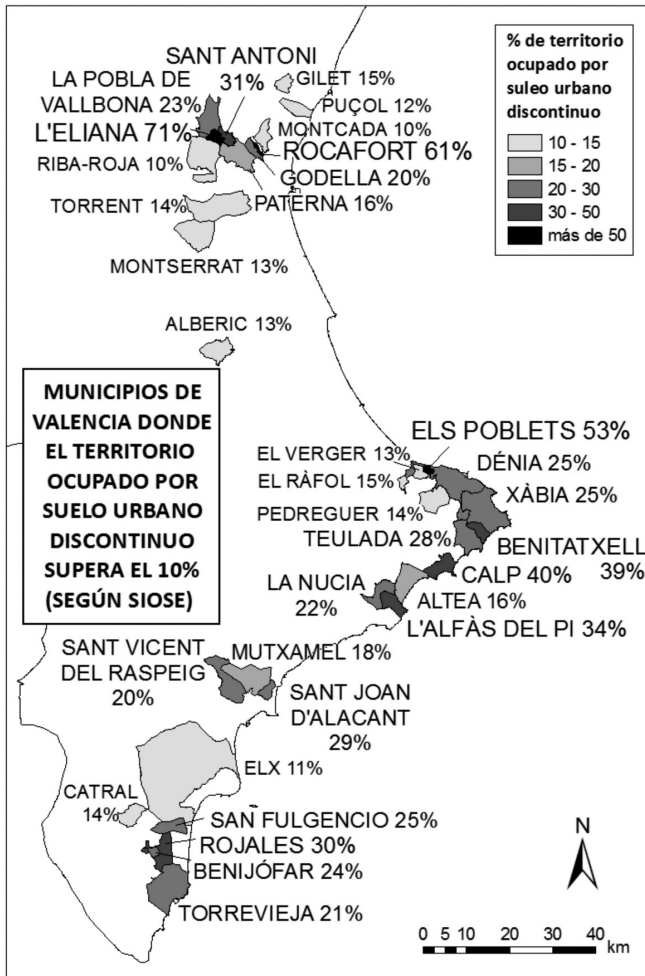 SANT ANTONI
31%
GILET 15%
LA POBLA DE
VALLBONA 23%
PUÇOL 12%
L'ELIANA 71%
MONTCADA 10%
ROCAFORT 61%
RIBA-ROJA 10%
GODELLA 20%
TORRENT 14%
PATERNA 16%
MONTSERRAT 13%
ALBERIC 13%
% de territorio
ocupado por
suleo urbano
discontinuo
10 - 15
15 - 20
20 - 30
30 - 50
más de 50
MUNICIPIOS DE
VALENCIA DONDE
EL TERRITORIO
OCUPADO POR
SUELO URBANO
DISCONTINUO
SUPERA EL 10%
(SEGÚN SIOSE)
ELS POBLETS 53%
EL VERGER 13%
DÉNIA 25%
EL RÀFOL 15%
XÀBIA 25%
PEDREGUER 14%
TEULADA 28%
BENITATXELL
39%
CALP 40%
LA NUCIA
22%
ALTEA 16%
L'ALFÀS DEL PI 34%
SANT VICENT
DEL RASPEIG
20%
MUTXAMEL 18%
SANT JOAN
D'ALACANT
29%
ELX 11%
CATRAL
14%
SAN FULGENCIO 25%
ROJALES 30%
BENIJÓFAR 24%
TORREVIEJA 21%
N
0 5 10 20 30 40
km